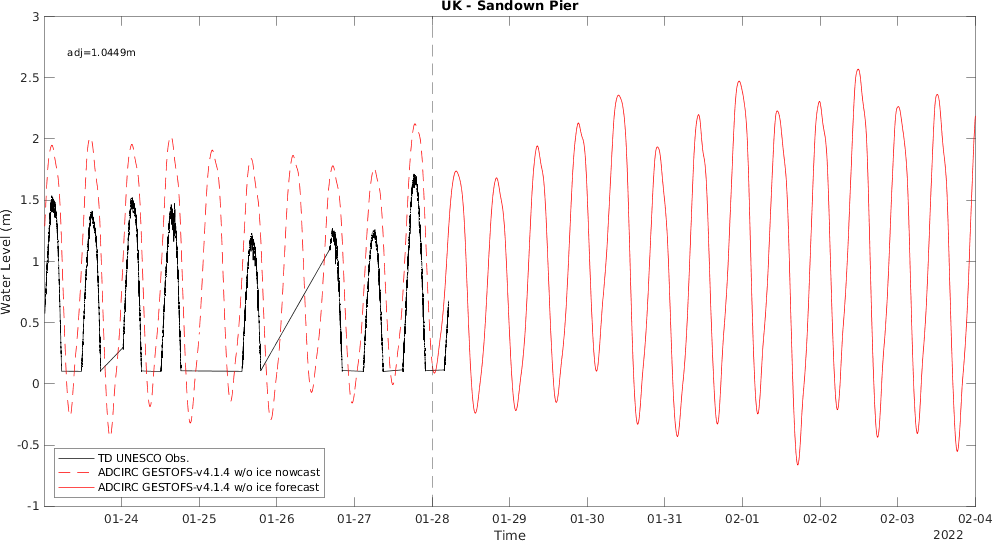 UK - Sandown Pier
adj=1.0449m
3
2.5
2
1.5
1
0.5
0
-0.5
-1
Water Level (m)
TD UNESCO Obs.
ADCIRC GESTOFS-v4.1.4 w/o ice nowcast
ADCIRC GESTOFS-v4.1.4 w/o ice forecast
01-24 01-25 01-26 01-27 01-28 01-29 01-30 01-31 02-01 02-02 02-03 02-04
Time
2022